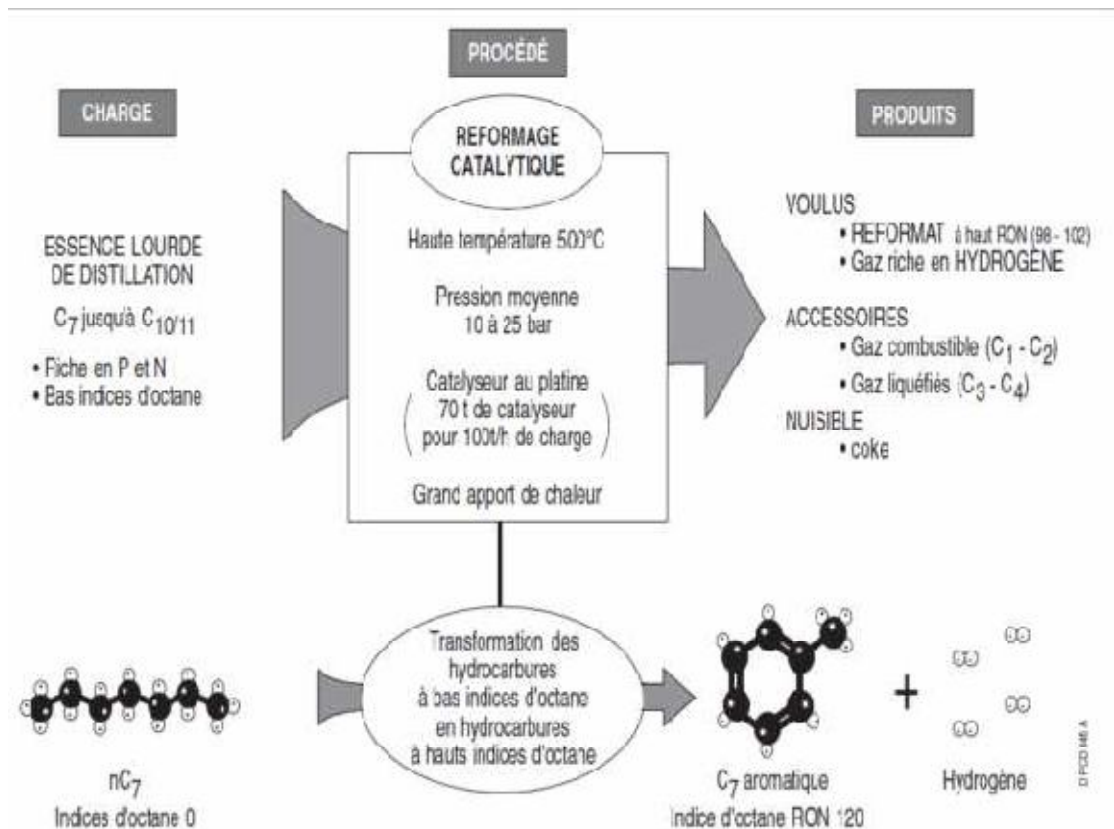 PROCÉDÉ
CHARGE
PRODUITS
REFORMAGE
CATALYTIQUE
ESSENCE LOURDE
DE DISTILLATION
C7 jusqu'à C10/11
• Fiche en P et N
• Bas indices d'octane
Haute température 500°C
Pression moyenne
10 à 25 bar
Catalyseur au platine
70 t de catalyseur
pour 100t/h de charge
Grand apport de chaleur
VOULUS
• REFORMAT à haut RON (98 - 102)
• Gaz riche en HYDROGÈNE
ACCESSOIRES
• Gaz combustible (C1 - C2)
• Gaz liquéfiés (C3 - C4)
NUISIBLE
• coke
Transformation des
hydrocarbures
à bas indices d'octane
en hydrocarbures
à hauts indices d'octane
+
nC7
Indices d'octane 0
C7 aromatique
Indice d'octane RON 120
Hydrogène